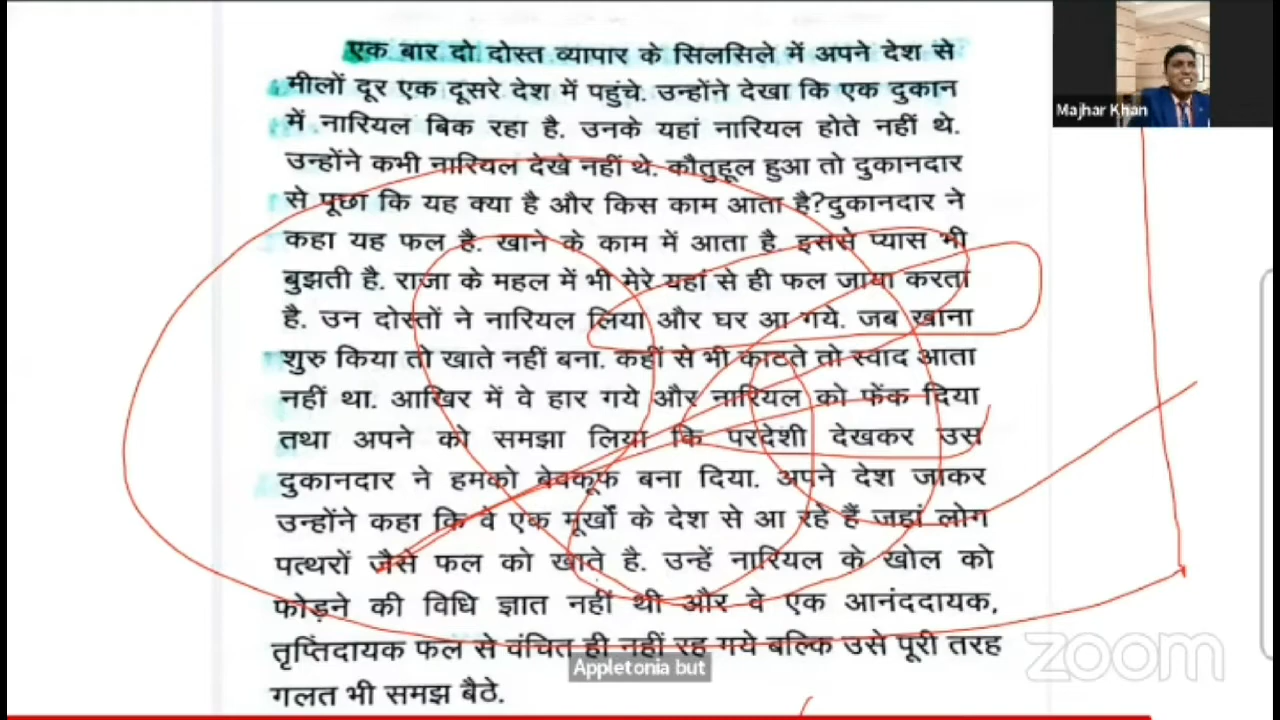 एक बार दो दोस्त व्यापार के सिलसिले में अपने देश से
मीलों दूर एक दूसरे देश में पहुंचे. उन्होंने देखा कि एक दुकान
में नारियल बिक रहा है. उनके यहां नारियल होते नहीं थे.
उन्होंने कभी नारियल देखे नहीं थे. कौतुहूल हुआ तो दुकानदार
से पूछा कि यह क्या है और किस काम आता है?दुकानदार ने
कहा यह फल है. खाने के काम में आता है. इससे प्यास भी
बुझती है. राजा के महल में भी मेरे यहां से ही फल जाया करता
है. उन दोस्तों ने नारियल लिया और घर आ गये. जब खाना
शुरु किया तो खाते नहीं बना. कहीं से भी काटते तो स्वाद आता
नहीं था. आखिर में वे हार गये और नारियल को फेंक दिया
तथा अपने को समझा लिया कि परदेशी देखकर उस
दुकानदार ने हमको बेवकूफ बना दिया. अपने देश जाकर
उन्होंने कहा कि वे एक मूर्खों के देश से आ रहे हैं जहां लोग
पत्थरों जैसे फल को खाते है. उन्हें नारियल के खोल को
फोड़ने की विधि ज्ञात नहीं थी और वे एक आनंददायक,
तृप्तिदायक फल से वंचित ही नहीं रह गये बल्कि उसे पूरी तरह
गलत भी समझ बैठे.
Majhar Khan
Appletonia but
zoom